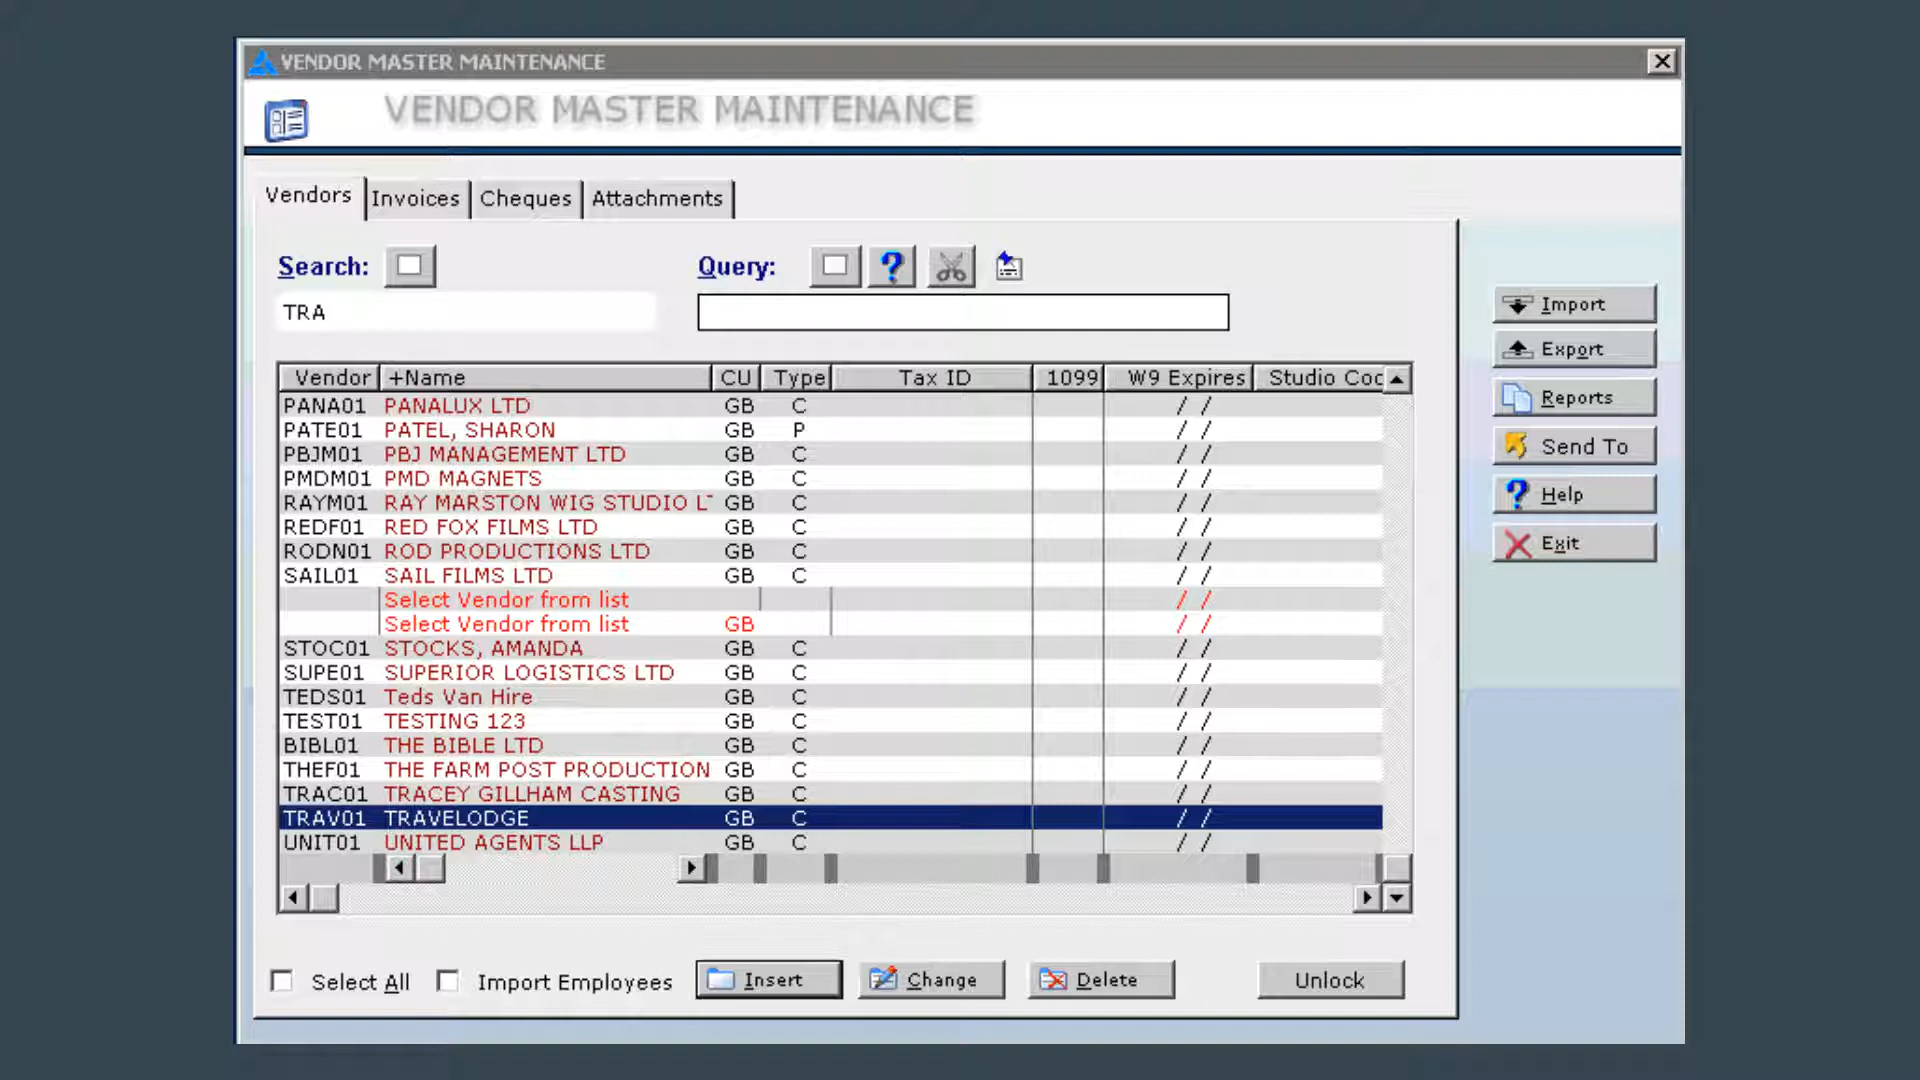 VENDOR MASTER MAINTENANCE
VENDOR MASTER MAINTENANCE
Vendors Invoices Cheques Attachments
Search: Query:
TRA
Vendor +Name CU Type Tax ID 1099 W9 Expires Studio Coc
PANA01 PANALUX LTD GB C / /
PATE01 PATEL, SHARON GB P / /
PBJM01 PBJ MANAGEMENT LTD GB C / /
PMDM01 PMD MAGNETS GB C / /
RAYM01 RAY MARSTON WIG STUDIO L GB C / /
REDF01 RED FOX FILMS LTD GB C / /
RODN01 ROD PRODUCTIONS LTD GB C / /
SAIL01 SAIL FILMS LTD GB C / /
Select Vendor from list / /
Select Vendor from list GB / /
STOC01 STOCKS, AMANDA GB C / /
SUPE01 SUPERIOR LOGISTICS LTD GB C / /
TEDS01 Teds Van Hire GB C / /
TEST01 TESTING 123 GB C / /
BIBL01 THE BIBLE LTD GB C / /
THEF01 THE FARM POST PRODUCTION GB C / /
TRAC01 TRACEY GILLHAM CASTING GB C / /
TRAV01 TRAVELODGE GB C / /
UNIT01 UNITED AGENTS LLP GB C / /
Select All Import Employees Insert Change Delete Unlock
Import
Export
Reports
Send To
Help
Exit